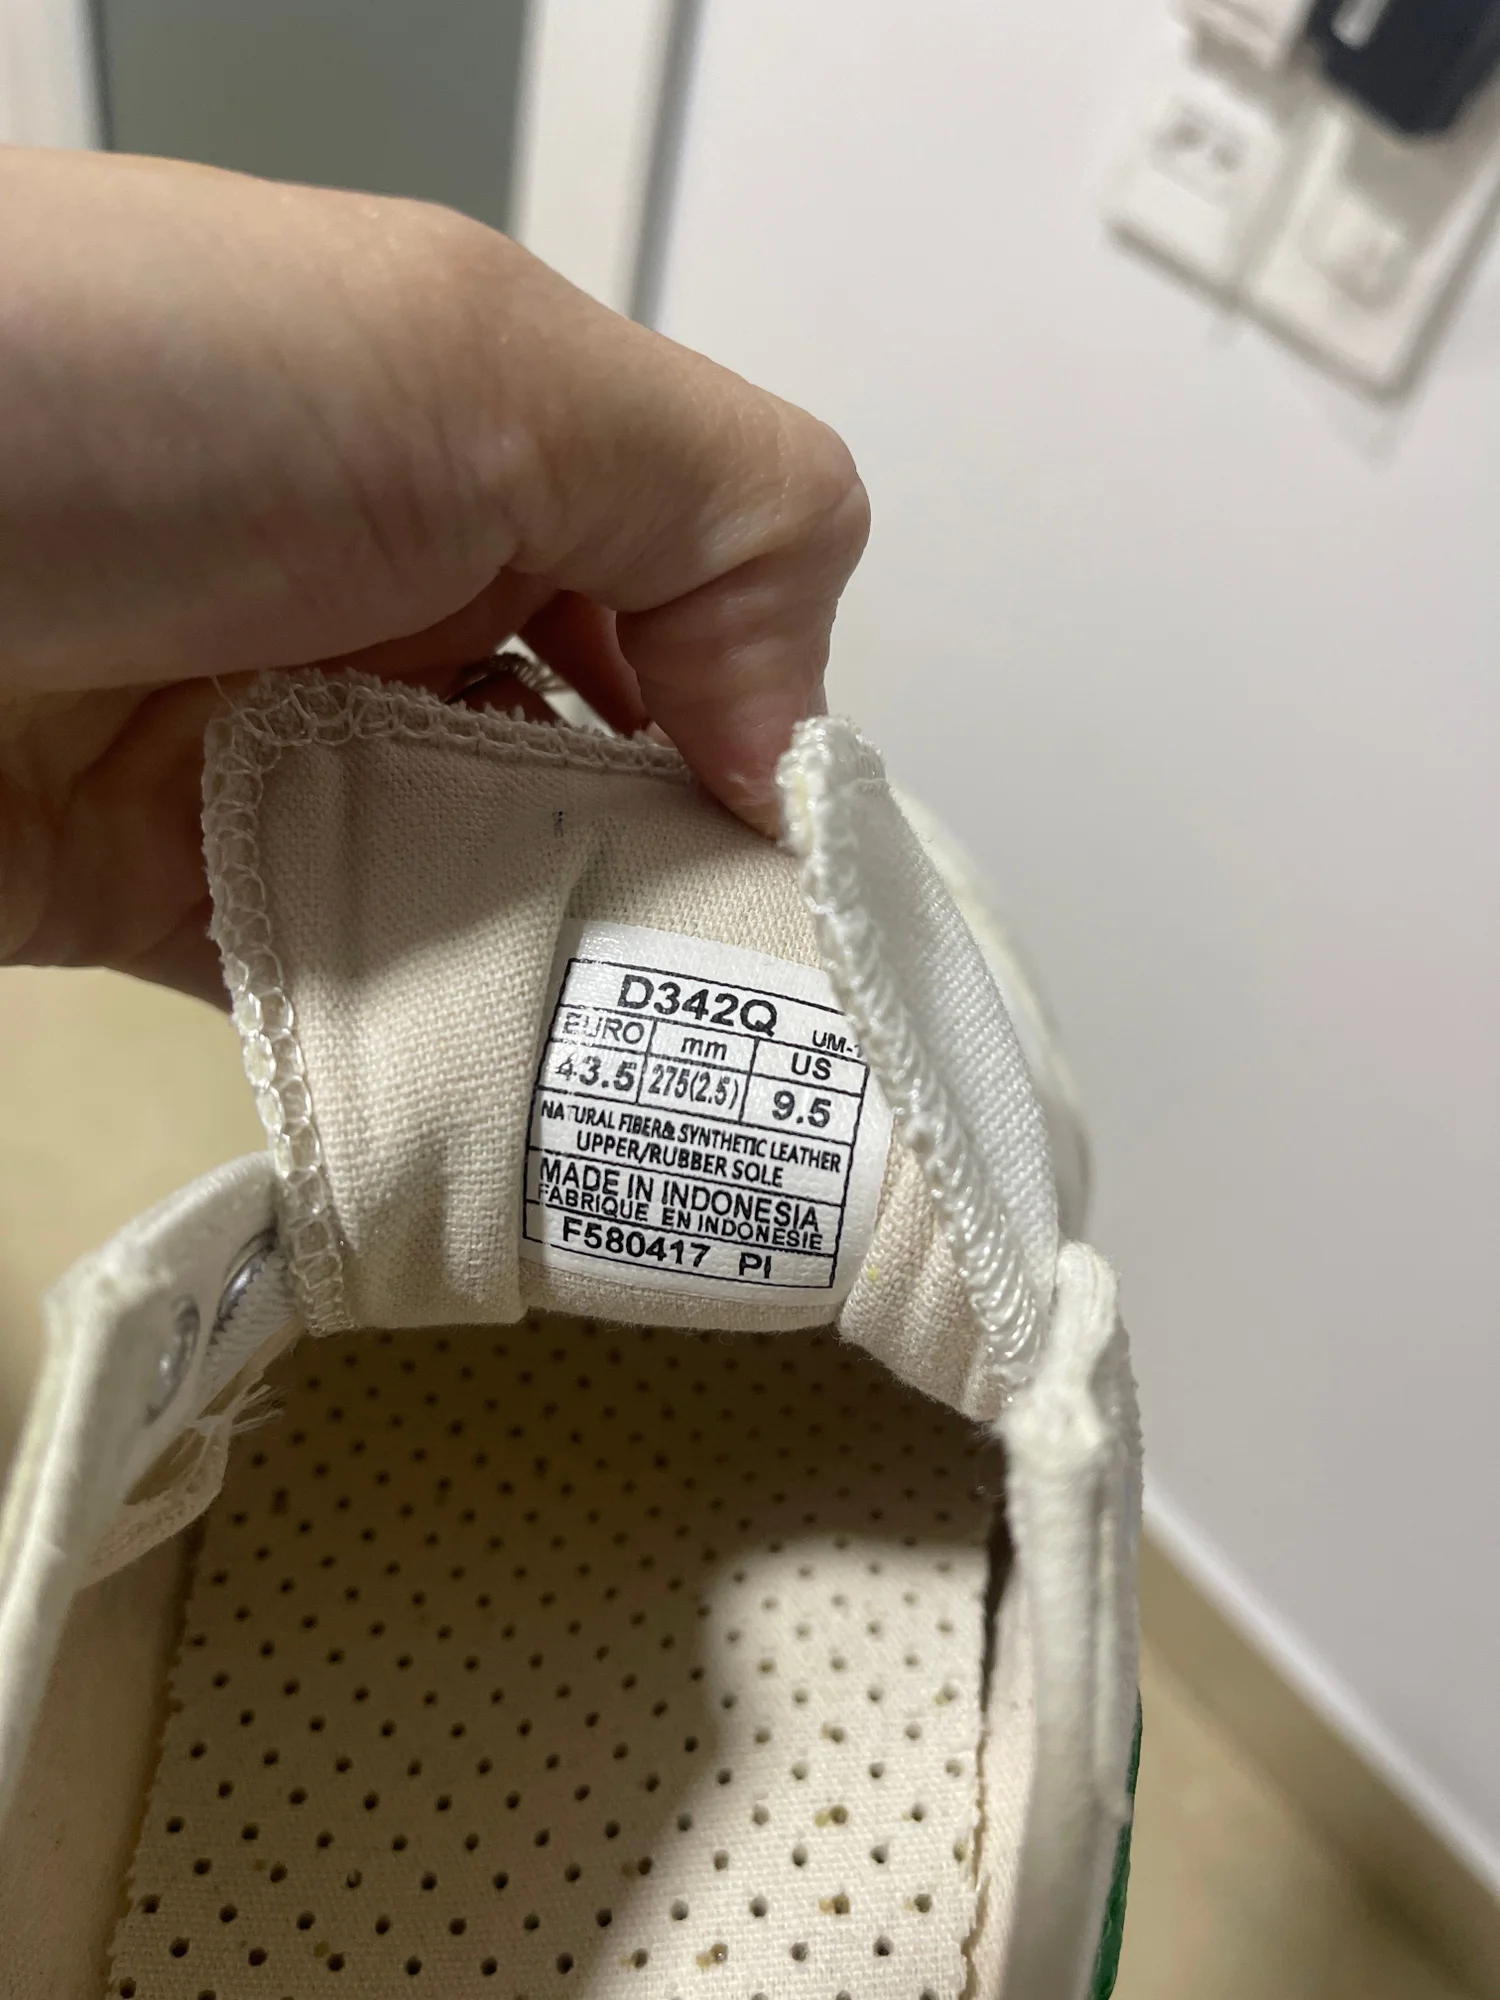 D342Q UM-
EURO mm US
43.5 275(2.5) 9.5
NATURAL FIBER& SYNTHETIC LEATHER
UPPER/RUBBER SOLE
MADE IN INDONESIA
FABRIQUE EN INDONESIE
F580417 PI